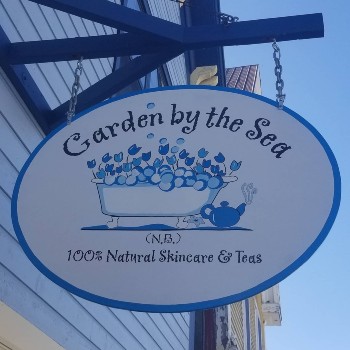 Garden by the Sea
(N.B.)
100% Natural Skincare & Teas